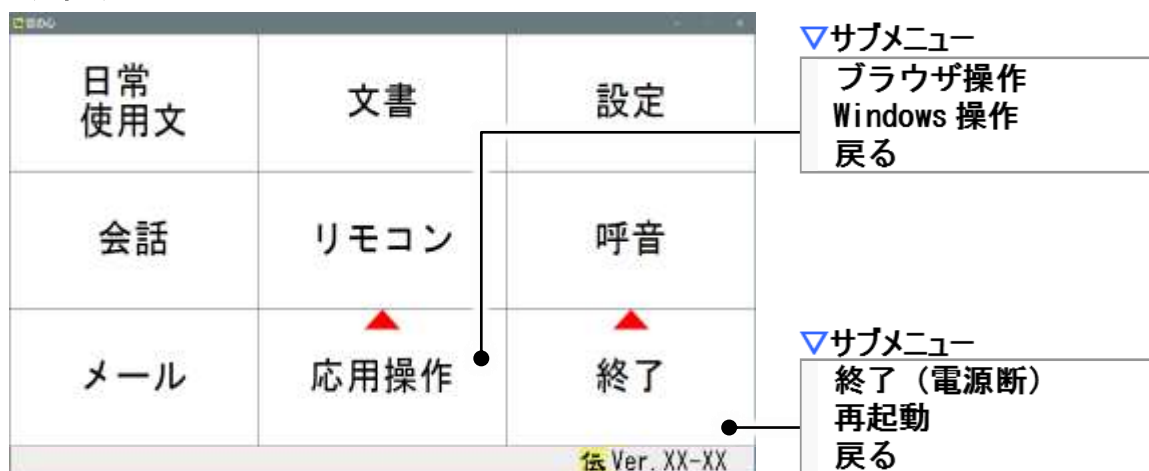 伝の心
日常
使用文
文書
設定
会話
リモコン
呼音
メール
応用操作
終了
伝 Ver. XX-XX
▽サブメニュー
ブラウザ操作
Windows 操作
戻る
▽サブメニュー
終了（電源断）
再起動
戻る